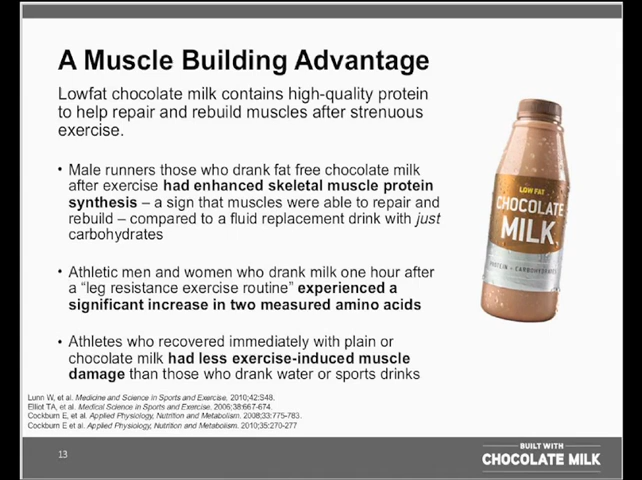 A Muscle Building Advantage
Lowfat chocolate milk contains high-quality protein
to help repair and rebuild muscles after strenuous
exercise.
• Male runners those who drank fat free chocolate milk
after exercise had enhanced skeletal muscle protein
synthesis – a sign that muscles were able to repair and
rebuild – compared to a fluid replacement drink with just
carbohydrates
• Athletic men and women who drank milk one hour after
a “leg resistance exercise routine” experienced a
significant increase in two measured amino acids
• Athletes who recovered immediately with plain or
chocolate milk had less exercise-induced muscle
damage than those who drank water or sports drinks
Lunn W, et al. Medicine and Science in Sports and Exercise, 2010;42:S48.
Elliot TA, et al. Medical Science in Sports and Exercise. 2006;38:667-674.
Cockburn E, et al. Applied Physiology, Nutrition and Metabolism. 2008;33:775-783.
Cockburn E et al. Applied Physiology, Nutrition and Metabolism. 2010;35:270-277
LOW FAT
CHOCOLATE
MILK
PROTEIN + CARBOHYDRATES
13
BUILT WITH
CHOCOLATE MILK